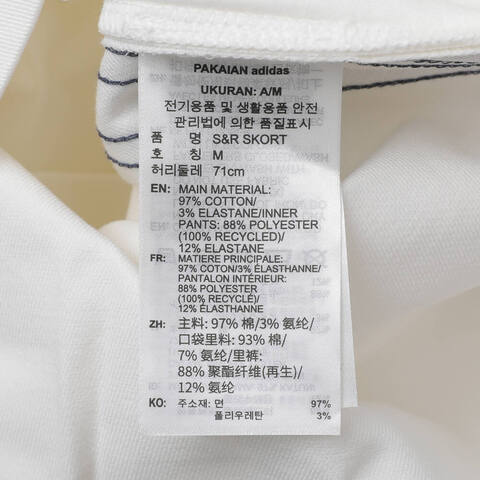 PAKAIAN adidas
UKURAN: A/M
전기용품 및 생활용품 안전
관리법에 의한 품질표시
품 명 S&R SKORT
호 칭 M
허리둘레 71cm
EN: MAIN MATERIAL:
97% COTTON/
3% ELASTANE/INNER
PANTS: 88% POLYESTER
(100% RECYCLED)/
12% ELASTANE
FR: MATIERE PRINCIPALE:
97% COTON/3% ÉLASTHANNE/
PANTALON INTÉRIEUR:
88% POLYESTER
(100% RECYCLÉ)/
12% ÉLASTHANNE
ZH: 主料: 97% 棉/3% 氨纶/
口袋里料: 93% 棉/
7% 氨纶/里裤:
88% 聚酯纤维(再生)/
12% 氨纶
KO: 주소재: 면 97%
폴리우레탄 3%